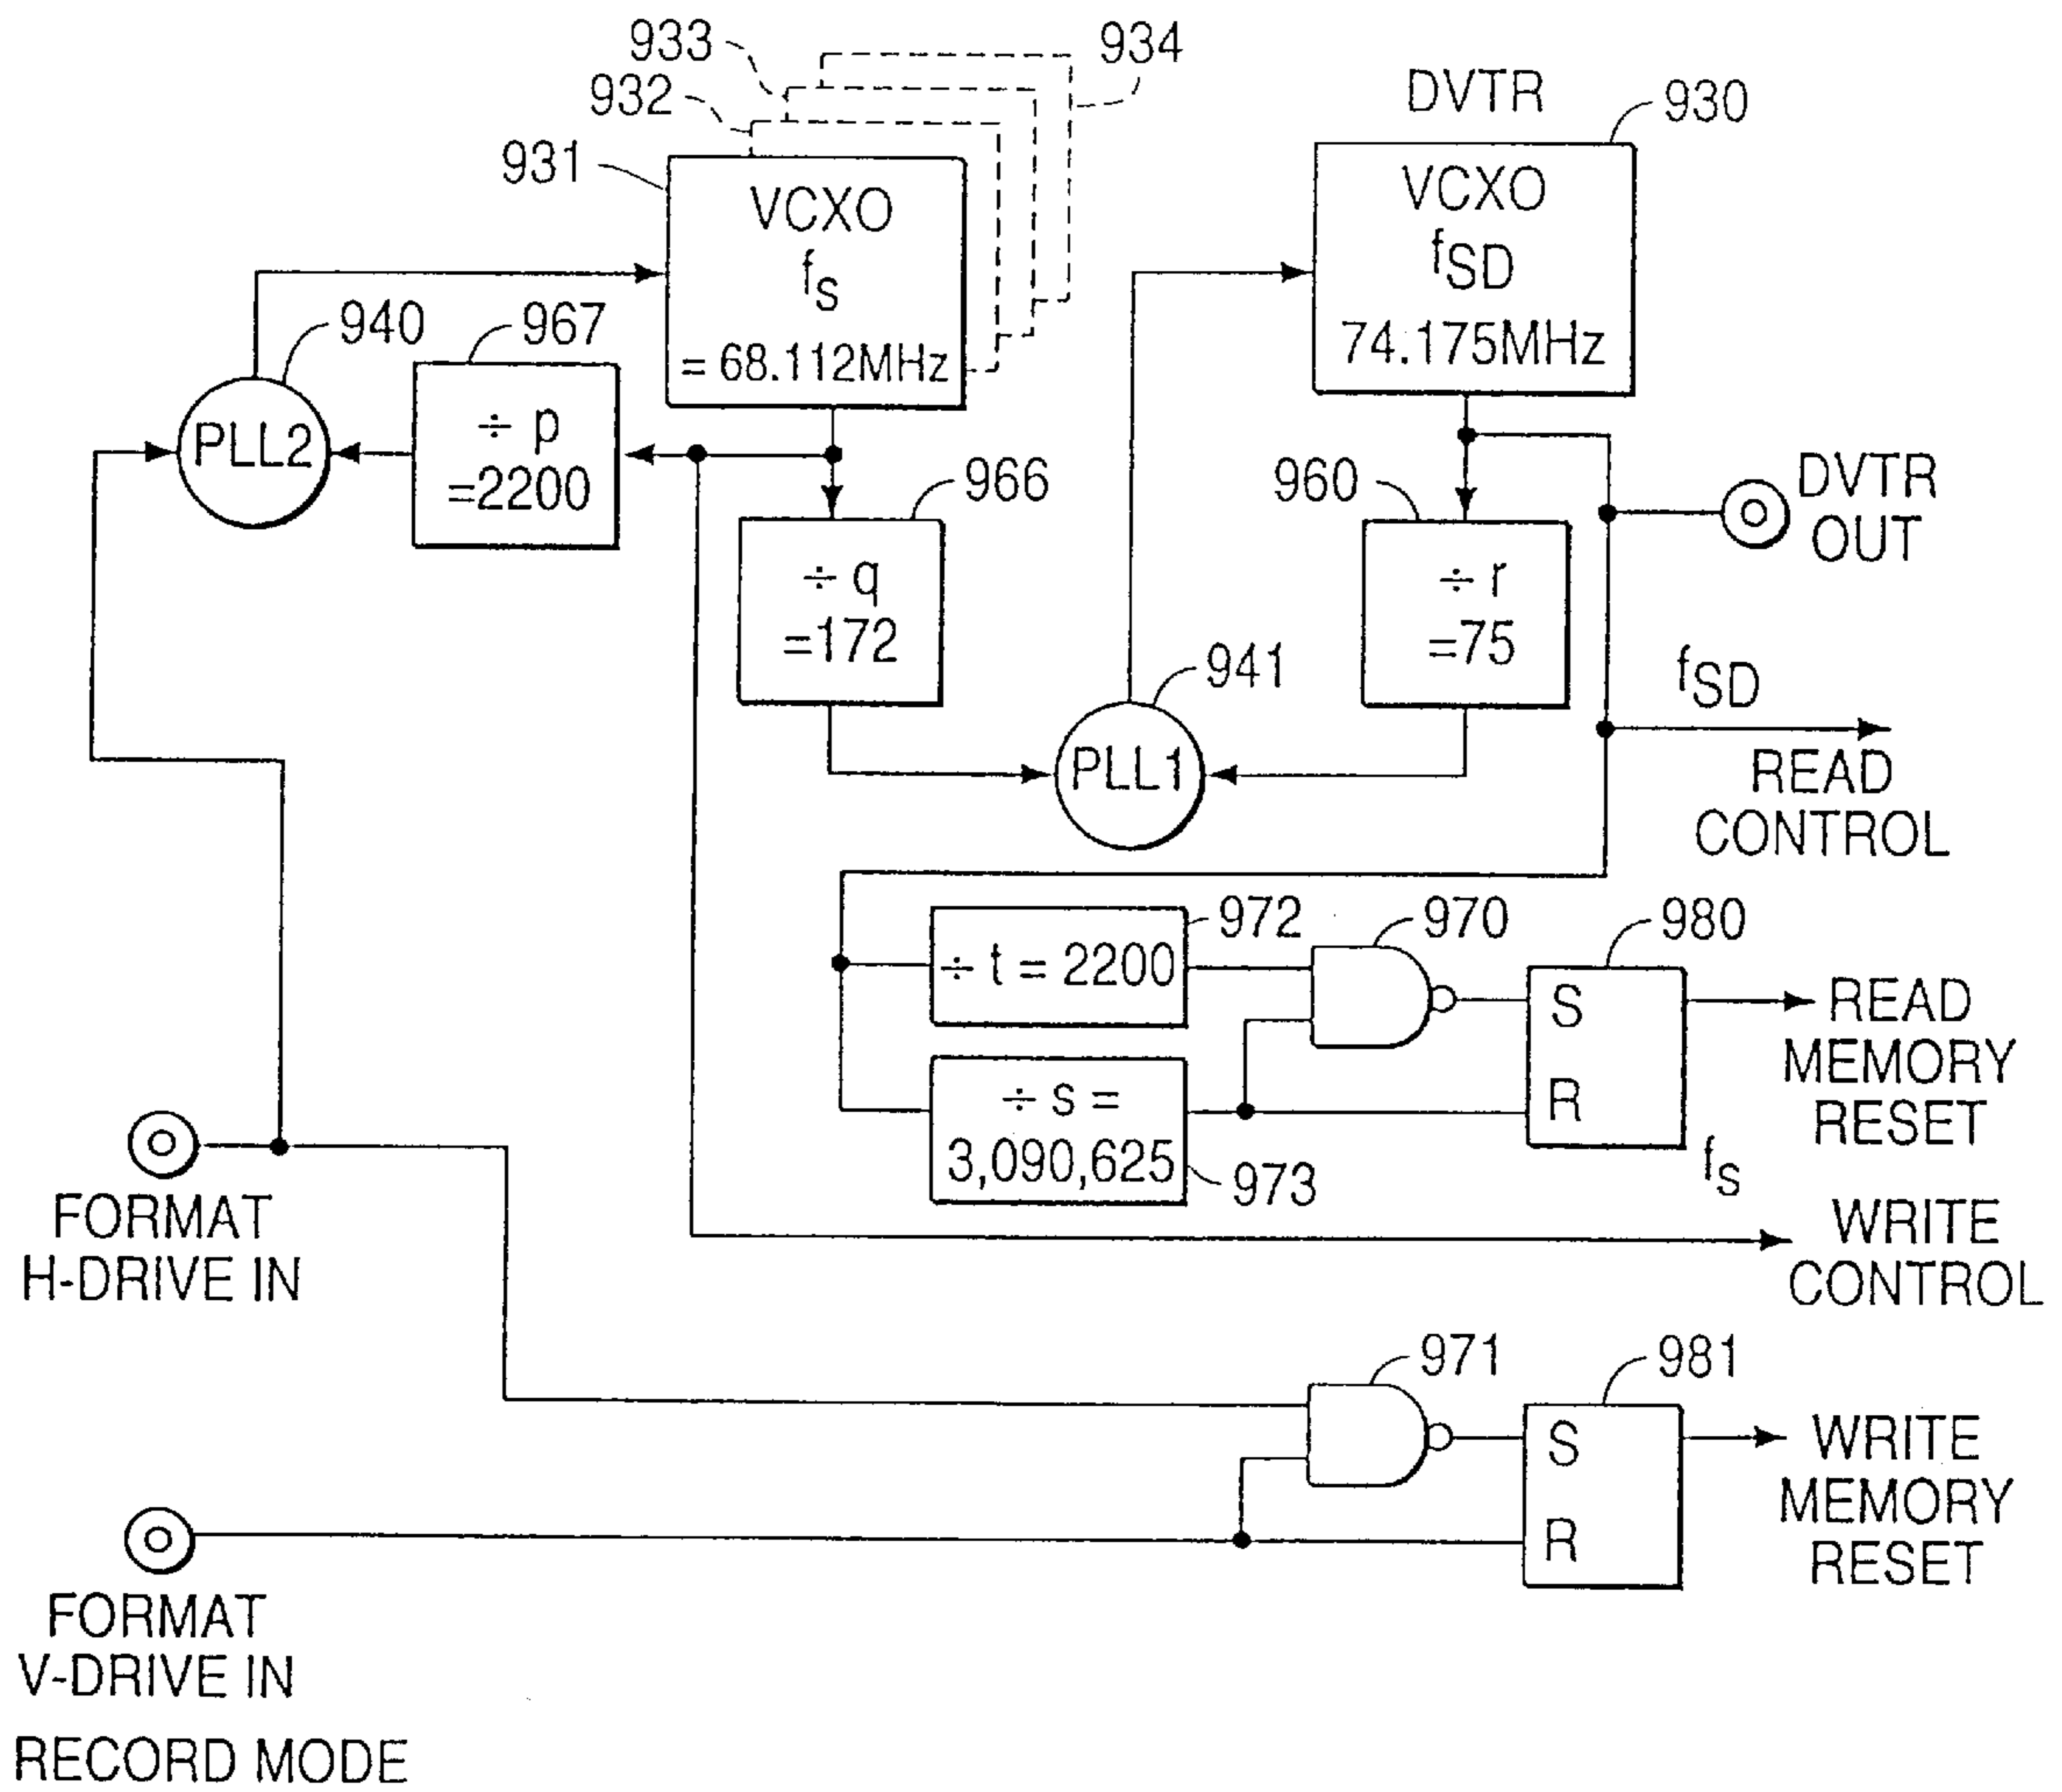 933
934
932
DVTR
930
931
VCXO
fS
= 68.112MHz
VCXO
fSD
74.175MHz
940
967
PLL2
÷ p
=2200
966
960
DVTR
OUT
÷ q
=172
÷ r
=75
941
fSD
PLL1
READ
CONTROL
972
970
980
÷ t = 2200
S
R
READ
MEMORY
RESET
÷ s =
3,090,625
973
fS
FORMAT
H-DRIVE IN
WRITE
CONTROL
971
981
S
R
WRITE
MEMORY
RESET
FORMAT
V-DRIVE IN
RECORD MODE